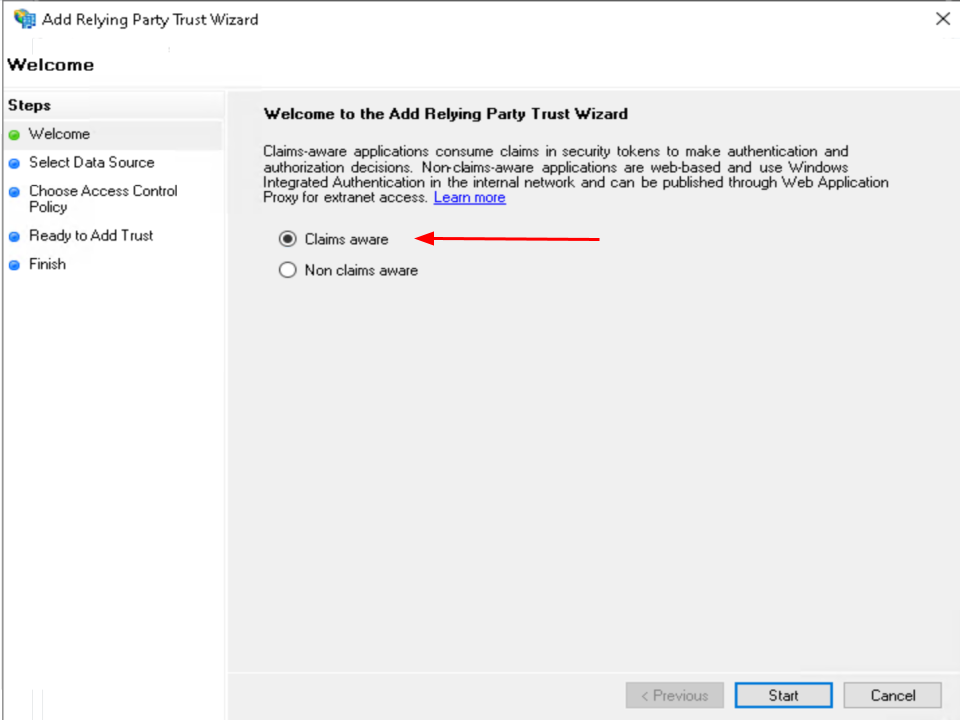 Add Relying Party Trust Wizard
Welcome
Steps
Welcome
Select Data Source
Choose Access Control
Policy
Ready to Add Trust
Finish
Welcome to the Add Relying Party Trust Wizard
Claims-aware applications consume claims in security tokens to make authentication and
authorization decisions. Non-claims-aware applications are web-based and use Windows
Integrated Authentication in the internal network and can be published through Web Application
Proxy for extranet access. Learn more
Claims aware
Non claims aware
< Previous
Start
Cancel